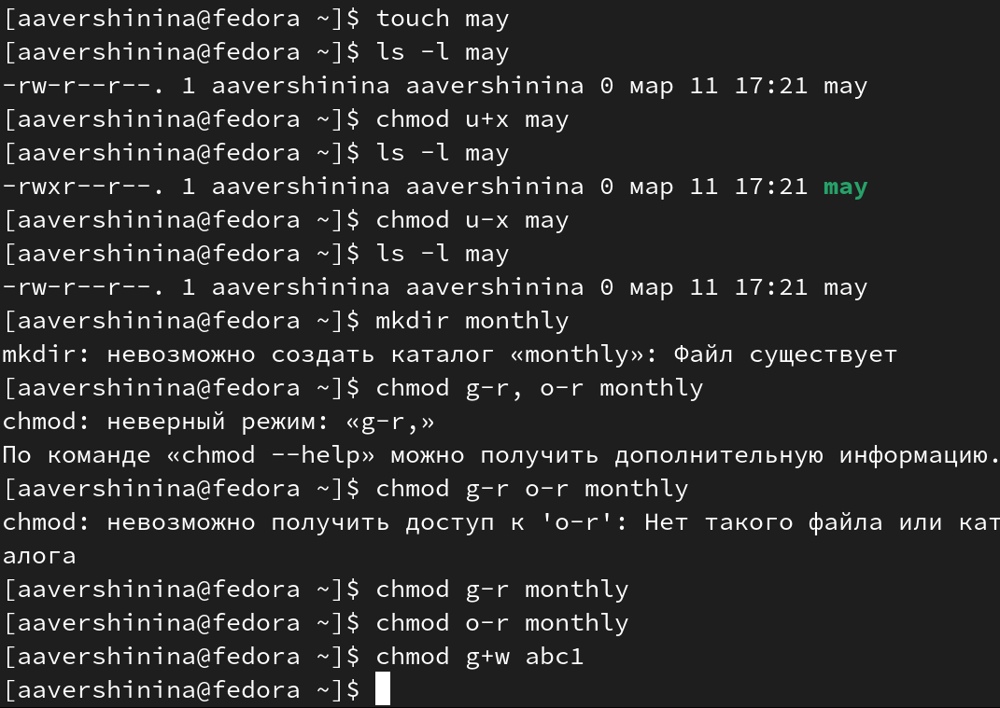 [aavershinina@fedora ~]$ touch may
[aavershinina@fedora ~]$ ls -l may
-rw-r--r--. 1 aavershinina aavershinina 0 мар 11 17:21 may
[aavershinina@fedora ~]$ chmod u+x may
[aavershinina@fedora ~]$ ls -l may
-rwxr--r--. 1 aavershinina aavershinina 0 мар 11 17:21 may
[aavershinina@fedora ~]$ chmod u-x may
[aavershinina@fedora ~]$ ls -l may
-rw-r--r--. 1 aavershinina aavershinina 0 мар 11 17:21 may
[aavershinina@fedora ~]$ mkdir monthly
mkdir: невозможно создать каталог «monthly»: Файл существует
[aavershinina@fedora ~]$ chmod g-r, o-r monthly
chmod: неверный режим: «g-r,»
По команде «chmod --help» можно получить дополнительную информацию.
[aavershinina@fedora ~]$ chmod g-r o-r monthly
chmod: невозможно получить доступ к 'o-r': Нет такого файла или кат
алога
[aavershinina@fedora ~]$ chmod g-r monthly
[aavershinina@fedora ~]$ chmod o-r monthly
[aavershinina@fedora ~]$ chmod g+w abc1
[aavershinina@fedora ~]$